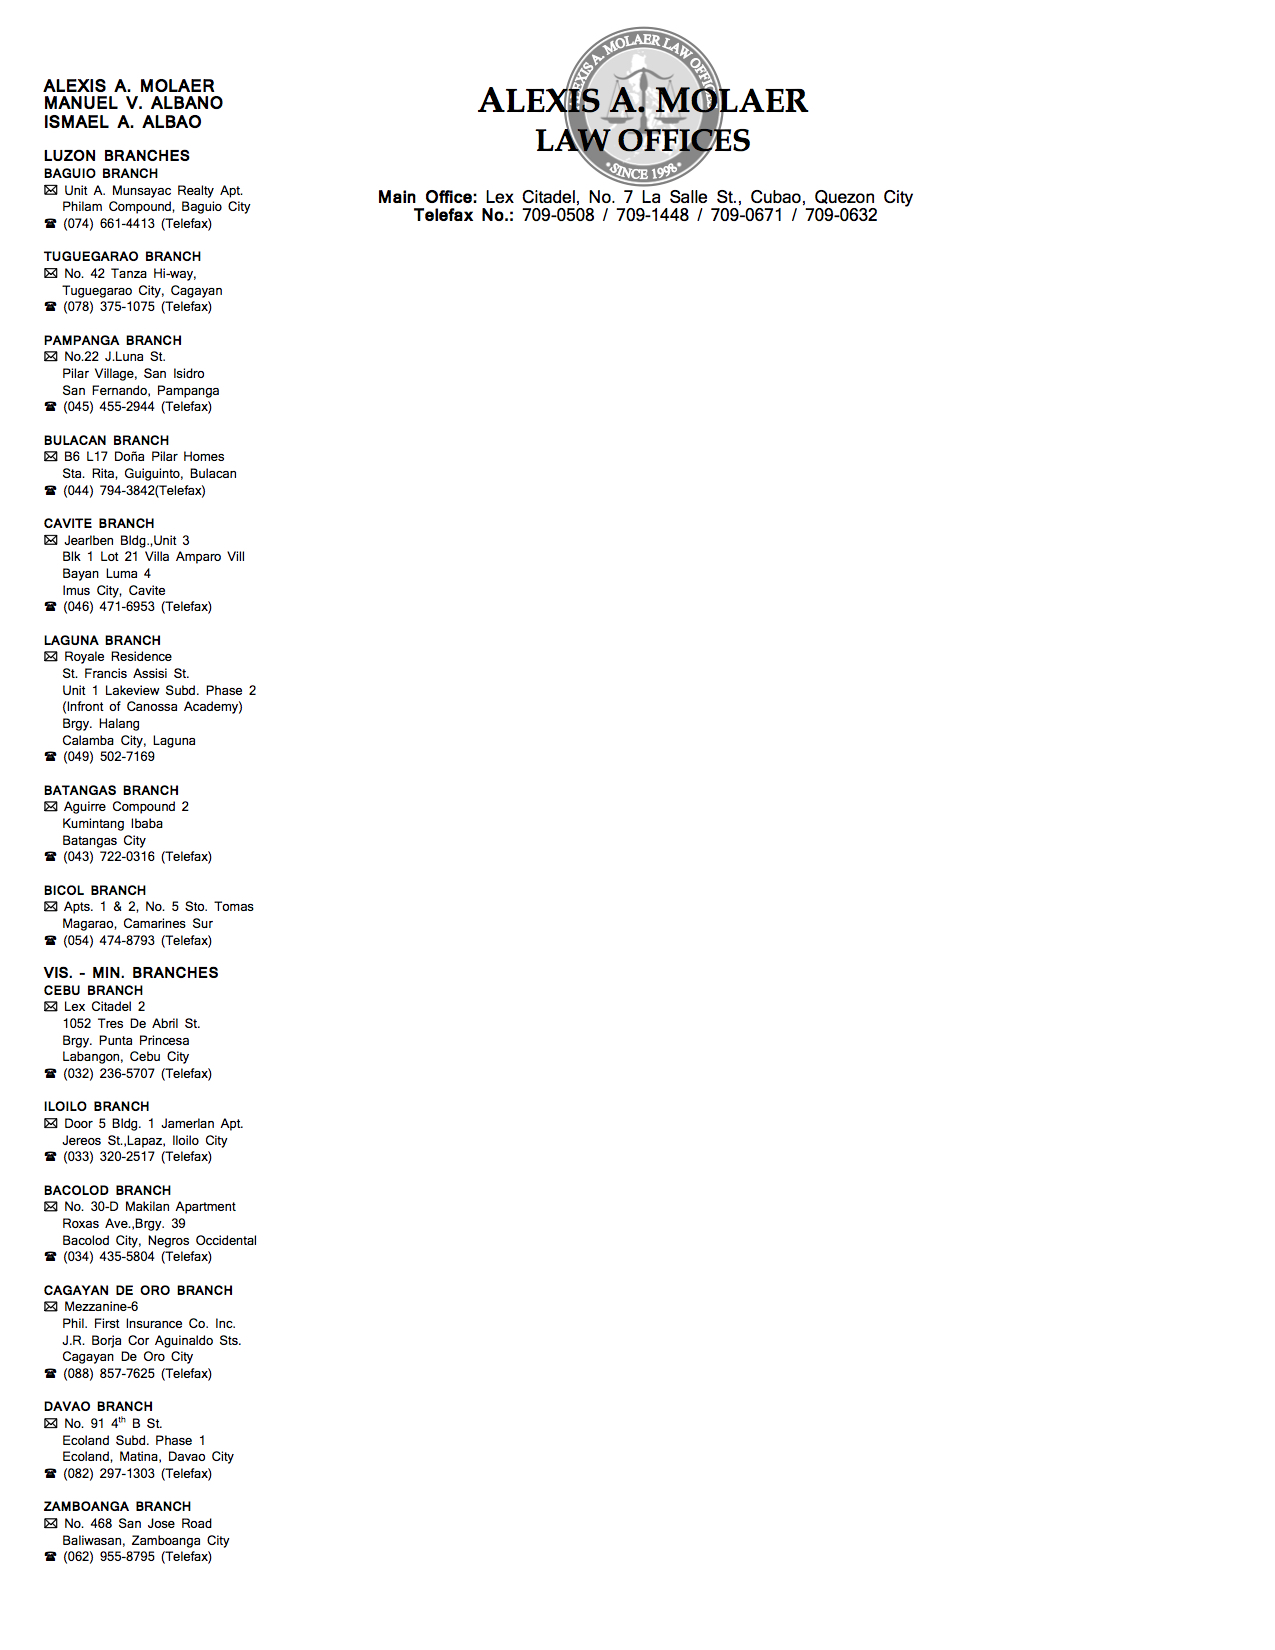 ALEXIS A. MOLAER LAW OFFICES
ALEXIS A. MOLAER
LAW OFFICES
• SINCE 1998 •
Main Office: Lex Citadel, No. 7 La Salle St., Cubao, Quezon City
Telefax No.: 709-0508 / 709-1448 / 709-0671 / 709-0632
ALEXIS A. MOLAER
MANUEL V. ALBANO
ISMAEL A. ALBAO
LUZON BRANCHES
BAGUIO BRANCH
Unit A. Munsayac Realty Apt.
Philam Compound, Baguio City
(074) 661-4413 (Telefax)
TUGUEGARAO BRANCH
No. 42 Tanza Hi-way,
Tuguegarao City, Cagayan
(078) 375-1075 (Telefax)
PAMPANGA BRANCH
No.22 J.Luna St.
Pilar Village, San Isidro
San Fernando, Pampanga
(045) 455-2944 (Telefax)
BULACAN BRANCH
B6 L17 Doña Pilar Homes
Sta. Rita, Guiguinto, Bulacan
(044) 794-3842(Telefax)
CAVITE BRANCH
Jearlben Bldg.,Unit 3
Blk 1 Lot 21 Villa Amparo Vill
Bayan Luma 4
Imus City, Cavite
(046) 471-6953 (Telefax)
LAGUNA BRANCH
Royale Residence
St. Francis Assisi St.
Unit 1 Lakeview Subd. Phase 2
(Infront of Canossa Academy)
Brgy. Halang
Calamba City, Laguna
(049) 502-7169
BATANGAS BRANCH
Aguirre Compound 2
Kumintang Ibaba
Batangas City
(043) 722-0316 (Telefax)
BICOL BRANCH
Apts. 1 & 2, No. 5 Sto. Tomas
Magarao, Camarines Sur
(054) 474-8793 (Telefax)
VIS. - MIN. BRANCHES
CEBU BRANCH
Lex Citadel 2
1052 Tres De Abril St.
Brgy. Punta Princesa
Labangon, Cebu City
(032) 236-5707 (Telefax)
ILOILO BRANCH
Door 5 Bldg. 1 Jamerlan Apt.
Jereos St.,Lapaz, Iloilo City
(033) 320-2517 (Telefax)
BACOLOD BRANCH
No. 30-D Makilan Apartment
Roxas Ave.,Brgy. 39
Bacolod City, Negros Occidental
(034) 435-5804 (Telefax)
CAGAYAN DE ORO BRANCH
Mezzanine-6
Phil. First Insurance Co. Inc.
J.R. Borja Cor Aguinaldo Sts.
Cagayan De Oro City
(088) 857-7625 (Telefax)
DAVAO BRANCH
No. 91 4th B St.
Ecoland Subd. Phase 1
Ecoland, Matina, Davao City
(082) 297-1303 (Telefax)
ZAMBOANGA BRANCH
No. 468 San Jose Road
Baliwasan, Zamboanga City
(062) 955-8795 (Telefax)